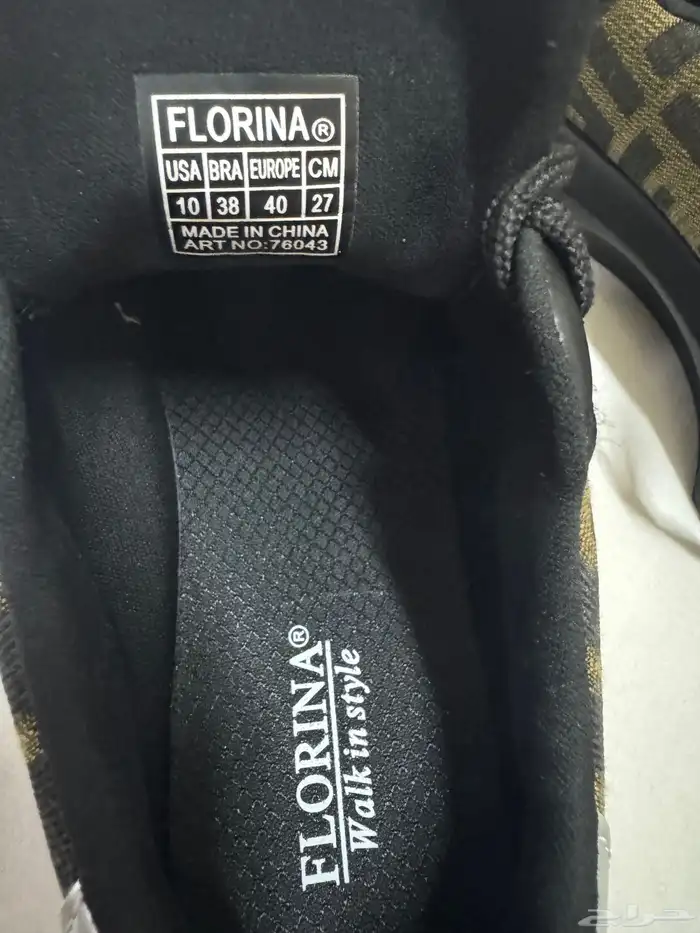 FLORINA®
USA BRA EUROPE CM
10 38 40 27
MADE IN CHINA
ART NO:76043
FLORINA®
Walk in style
حراج